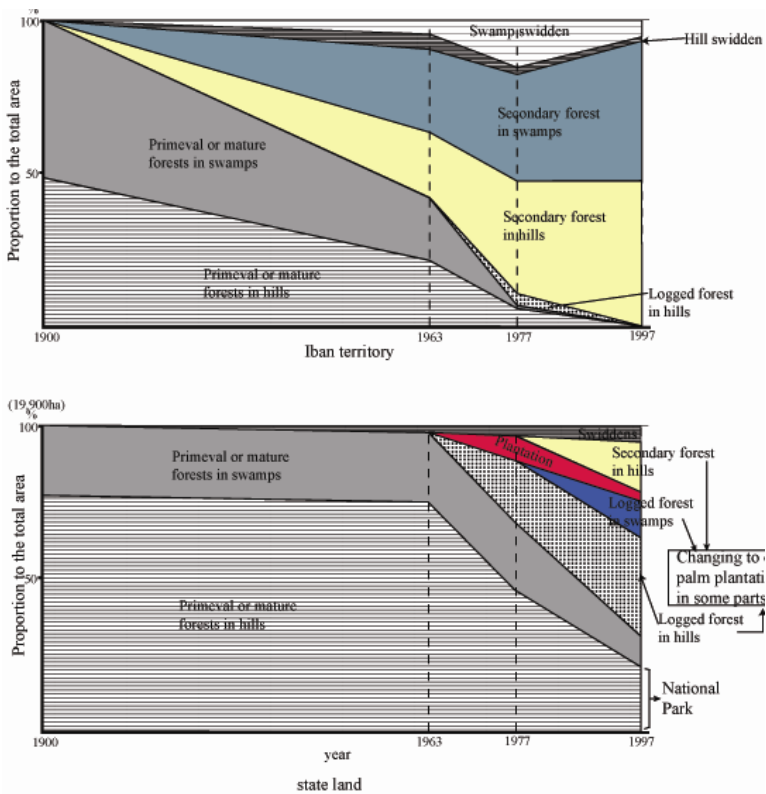 %
100
Swamp swidden
Hill swidden
Proportion to the total area
Primeval or mature
forests in swamps
Secondary forest
in swamps
50
Secondary forest
in hills
Primeval or mature
forests in hills
Logged forest
in hills
1900
1963
1977
1997
Iban territory
(19,900ha)
%
100
Swiddens
Proportion to the total area
Primeval or mature
forests in swamps
Plantation
Secondary forest
in hills
Logged forest
in swamps
Changing to
palm plantati
in some parts
50
Primeval or mature
forests in hills
Logged forest
in hills
National
Park
1900
1963
1977
1997
year
state land